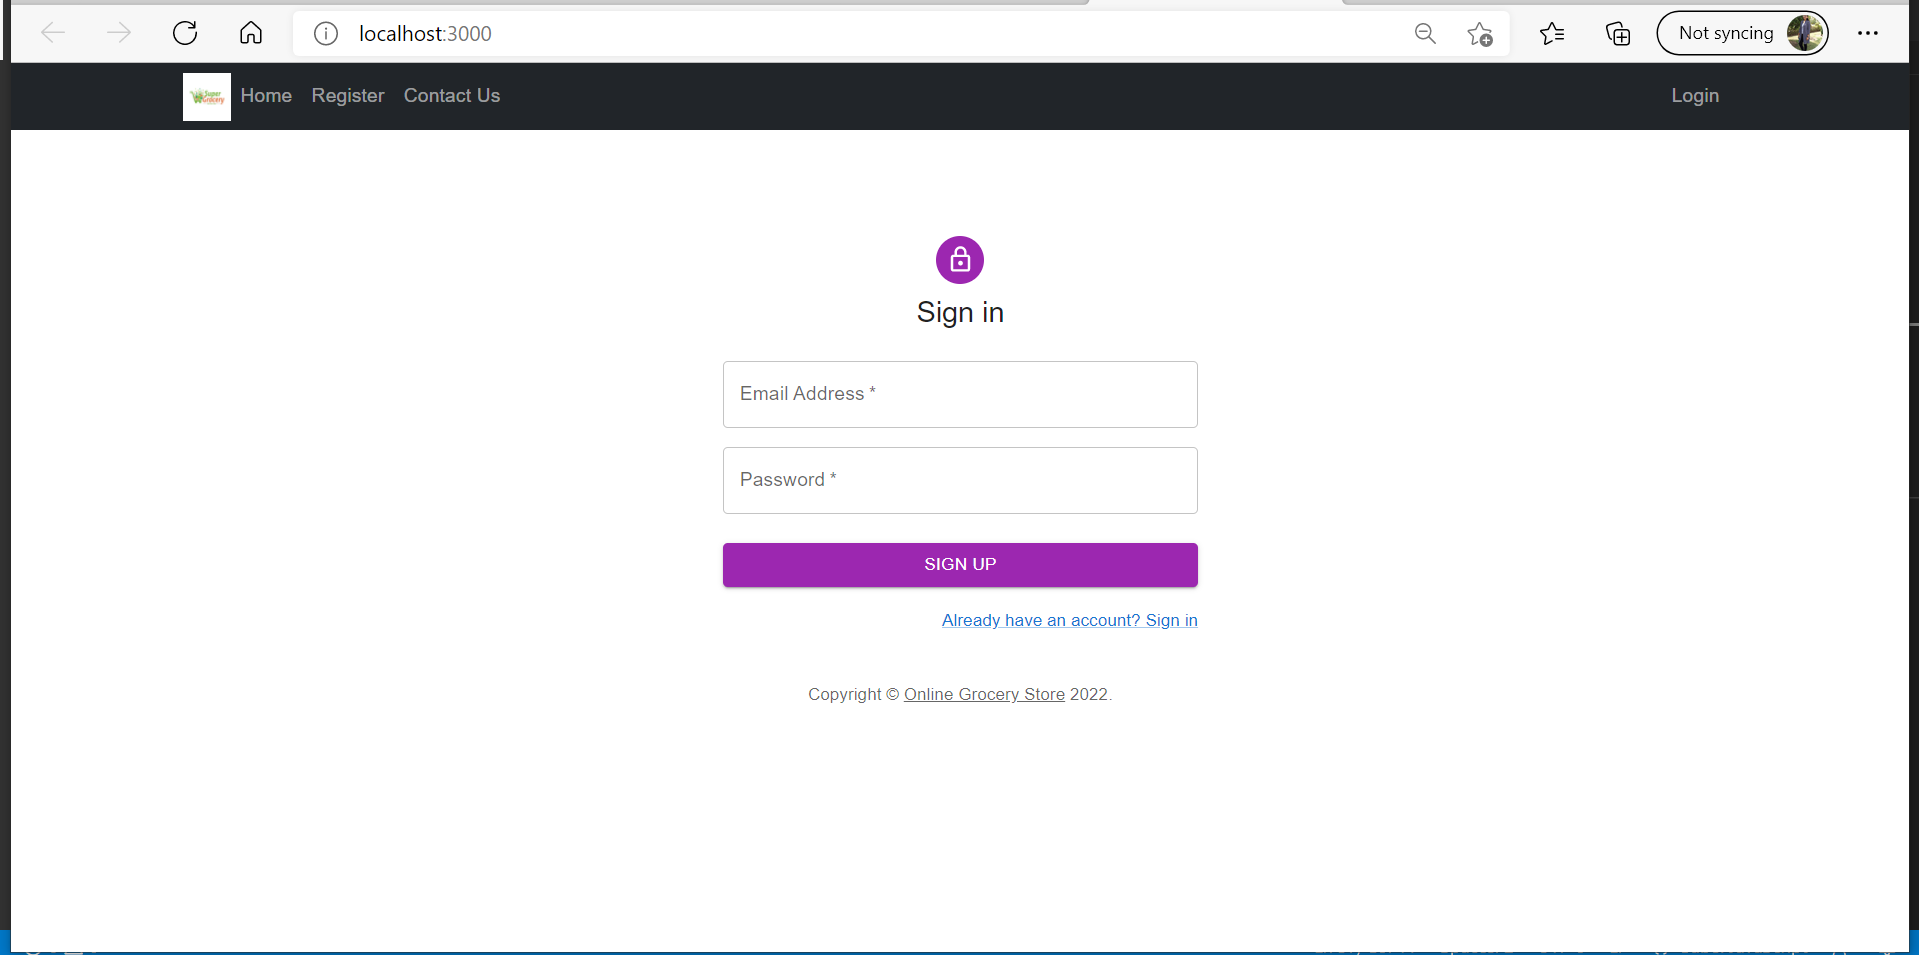 localhost:3000
Not syncing
Super Grocery
Home Register Contact Us
Login
Sign in
Email Address *
Password *
SIGN UP
Already have an account? Sign in
Copyright © Online Grocery Store 2022.